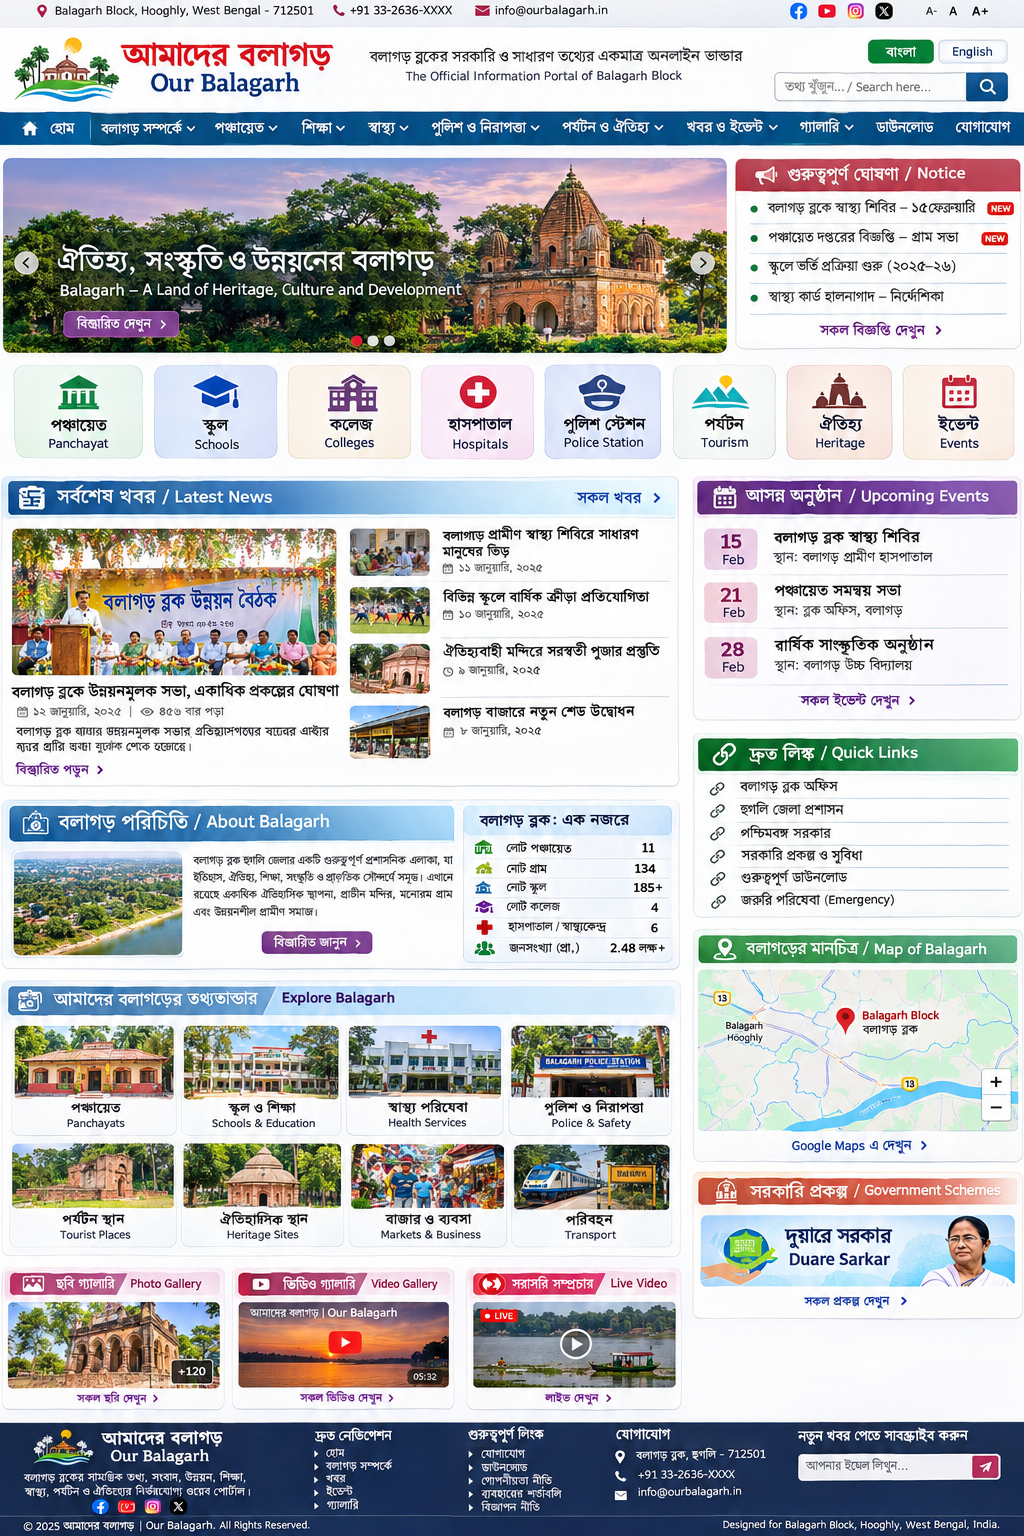 Balagarh Block, Hooghly, West Bengal - 712501
+91 33-2636-XXXX
info@ourbalagarh.in
A- A A+
আমাদের বলাগড়
Our Balagarh
বলাগড় ব্লকের সরকারি ও সাধারণ তথ্যের একমাত্র অনলাইন ভান্ডার
The Official Information Portal of Balagarh Block
বাংলা English
তথ্য খুঁজুন... / Search here...
হোম বলাগড় সম্পর্কে পঞ্চায়েত শিক্ষা স্বাস্থ্য পুলিশ ও নিরাপত্তা পর্যটন ও ঐতিহ্য খবর ও ইভেন্ট গ্যালারি ডাউনলোড যোগাযোগ
ঐতিহ্য, সংস্কৃতি ও উন্নয়নের বলাগড়
Balagarh – A Land of Heritage, Culture and Development
বিস্তারিত দেখুন
গুরুত্বপূর্ণ ঘোষণা / Notice
বলাগড় ব্লকে স্বাস্থ্য শিবির – ১৫ফেব্রুয়ারি NEW
পঞ্চায়েত দপ্তরের বিজ্ঞপ্তি – গ্রাম সভা NEW
স্কুলে ভর্তি প্রক্রিয়া শুরু (২০২৫–২৬)
স্বাস্থ্য কার্ড হালনাগাদ – নির্দেশিকা
সকল বিজ্ঞপ্তি দেখুন
পঞ্চায়েত
Panchayat
স্কুল
Schools
কলেজ
Colleges
হাসপাতাল
Hospitals
পুলিশ স্টেশন
Police Station
পর্যটন
Tourism
ঐতিহ্য
Heritage
ইভেন্ট
Events
সর্বশেষ খবর / Latest News
সকল খবর
বলাগড় ব্লক উন্নয়ন বৈঠক
বলাগড় ব্লকে উন্নয়নমূলক সভা, একাধিক প্রকল্পের ঘোষণা
১২ জানুয়ারি, ২০২৫ | ৪৫৬ বার পড়া
বলাগড় ব্লক উন্নয়নমূলক সভার
বিস্তারিত পড়ুন
বলাগড় গ্রামীণ স্বাস্থ্য শিবিরে সাধারণ
মানুষের ভিড়
১১ জানুয়ারি, ২০২৫
বিভিন্ন স্কুলে বার্ষিক ক্রীড়া প্রতিযোগিতা
১০ জানুয়ারি, ২০২৫
ঐতিহ্যবাহী মন্দিরে সরস্বতী পুজার প্রস্তুতি
৯ জানুয়ারি, ২০২৫
বলাগড় বাজারে নতুন শেড উদ্বোধন
৮ জানুয়ারি, ২০২৫
আসন্ন অনুষ্ঠান / Upcoming Events
15 Feb
বলাগড় ব্লক স্বাস্থ্য শিবির
স্থান: বলাগড় গ্রামীণ হাসপাতাল
21 Feb
পঞ্চায়েত সমন্বয় সভা
স্থান: ব্লক অফিস, বলাগড়
28 Feb
বার্ষিক সাংস্কৃতিক অনুষ্ঠান
স্থান: বলাগড় উচ্চ বিদ্যালয়
সকল ইভেন্ট দেখুন
দ্রুত লিঙ্ক / Quick Links
বলাগড় ব্লক অফিস
হুগলি জেলা প্রশাসন
পশ্চিমবঙ্গ সরকার
সরকারি প্রকল্প ও সুবিধা
গুরুত্বপূর্ণ ডাউনলোড
জরুরি পরিষেবা (Emergency)
বলাগড় পরিচিতি / About Balagarh
বলাগড় ব্লক হুগলি জেলার একটি গুরুত্বপূর্ণ প্রশাসনিক এলাকা, যা
ইতিহাস, ঐতিহ্য, শিক্ষা, সংস্কৃতি ও প্রাকৃতিক সৌন্দর্যে সমৃদ্ধ। এখানে
রয়েছে একাধিক ঐতিহাসিক স্থাপনা, প্রাচীন মন্দির, মনোরম গ্রাম
এবং উন্নয়নশীল গ্রামীণ সমাজ।
বিস্তারিত জানুন
বলাগড় ব্লক: এক নজরে
লোট পঞ্চায়েত 11
নোট গ্রাম 134
নোট স্কুল 185+
লোট কলেজ 4
হাসপাতাল / স্বাস্থ্যকেন্দ্র 6
জনসংখ্যা (প্রা,) 2.48 লক্ষ+
বলাগড়ের মানচিত্র / Map of Balagarh
13
Balagarh
Hooghly
Balagarh Block
বলাগড় ব্লক
13
+
−
Google Maps এ দেখুন
আমাদের বলাগড়ের তথ্যভান্ডার / Explore Balagarh
পঞ্চায়েত
Panchayats
স্কুল ও শিক্ষা
Schools & Education
স্বাস্থ্য পরিষেবা
Health Services
BALAGARH POLICE STATION
পুলিশ ও নিরাপত্তা
Police & Safety
পর্যটন স্থান
Tourist Places
ঐতিহাসিক স্থান
Heritage Sites
বাজার ও ব্যবসা
Markets & Business
পরিবহন
Transport
সরকারি প্রকল্প / Government Schemes
দুয়ারে সরকার
Duare Sarkar
সকল প্রকল্প দেখুন
ছবি গ্যালারি Photo Gallery
+120
সকল ছবি দেখুন
ভিডিও গ্যালারি Video Gallery
আমাদের বলাগড় | Our Balagarh
05:32
সকল ভিডিও দেখুন
সরাসরি সম্প্রচার Live Video
LIVE
লাইভ দেখুন
আমাদের বলাগড়
Our Balagarh
বলাগড় ব্লকের সামগ্রিক তথ্য, সংবাদ, উন্নয়ন, শিক্ষা,
স্বাস্থ্য, পর্যটন ও ঐতিহ্যের নির্ভরযোগ্য ওয়েব পোর্টাল।
দ্রুত নেভিগেশন
হোম
বলাগড় সম্পর্কে
খবর
ইভেন্ট
গ্যালারি
গুরুত্বপূর্ণ লিংক
যোগাযোগ
ডাউনলোড
গোপনীয়তা নীতি
ব্যবহারের শর্তাবলি
বিজ্ঞাপন নীতি
যোগাযোগ
বলাগড় ব্লক, হুগলি - 712501
+91 33-2636-XXXX
info@ourbalagarh.in
নতুন খবর পেতে সাবস্ক্রাইব করুন
আপনার ইমেল লিখুন...
© 2025 আমাদের বলাগড় | Our Balagarh. All Rights Reserved.
Designed for Balagarh Block, Hooghly, West Bengal, India.